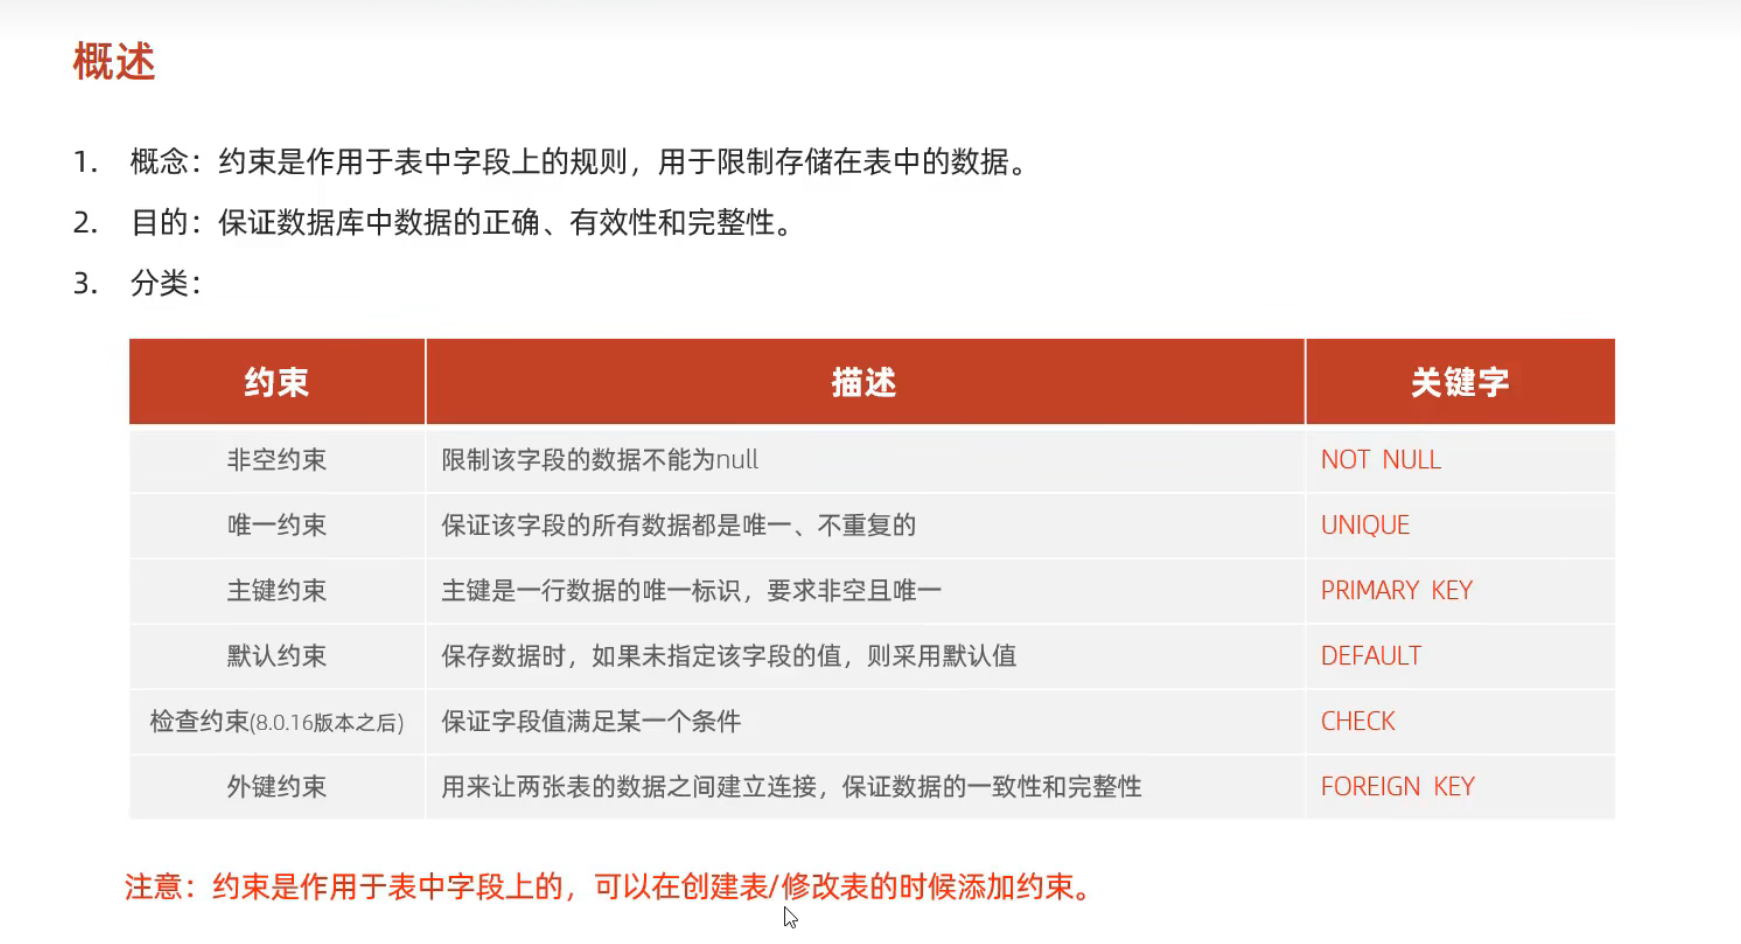 概述
1. 概念：约束是作用于表中字段上的规则，用于限制存储在表中的数据。
2. 目的：保证数据库中数据的正确、有效性和完整性。
3. 分类：
约束 描述 关键字
非空约束 限制该字段的数据不能为null NOT NULL
唯一约束 保证该字段的所有数据都是唯一、不重复的 UNIQUE
主键约束 主键是一行数据的唯一标识，要求非空且唯一 PRIMARY KEY
默认约束 保存数据时，如果未指定该字段的值，则采用默认值 DEFAULT
检查约束(8.0.16版本之后) 保证字段值满足某一个条件 CHECK
外键约束 用来让两张表的数据之间建立连接，保证数据的一致性和完整性 FOREIGN KEY
注意：约束是作用于表中字段上的，可以在创建表/修改表的时候添加约束。